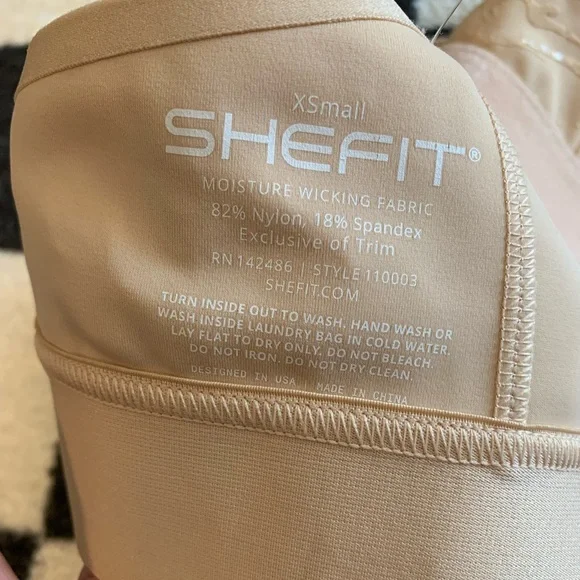 XSmall
SHEFIT®
MOISTURE WICKING FABRIC
82% Nylon, 18% Spandex
Exclusive of Trim
RN 142486 | STYLE 110003
SHEFIT.COM
TURN INSIDE OUT TO WASH. HAND WASH OR
WASH INSIDE LAUNDRY BAG IN COLD WATER.
LAY FLAT TO DRY ONLY. DO NOT BLEACH.
DO NOT IRON. DO NOT DRY CLEAN.
DESIGNED IN USA MADE IN CHINA